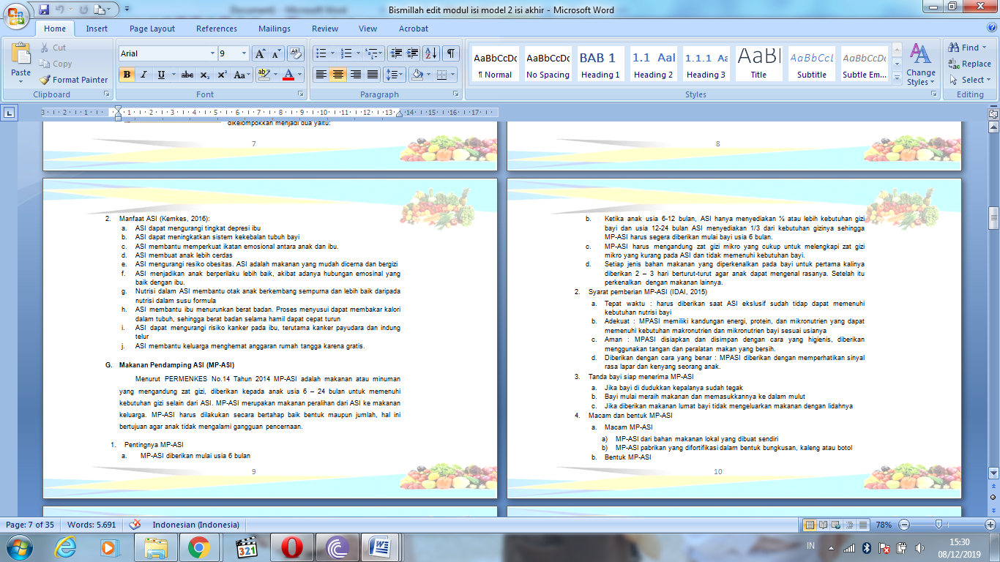 Bismillah edit modul isi model 2 isi akhir - Microsoft Word
Home Insert Page Layout References Mailings Review View Acrobat
Paste
Cut
Copy
Format Painter
Clipboard
Arial 9
B I U abc x₂ x² Aa
Font
Paragraph
AaBbCcDc AaBbCcDc BAB 1 1.1 Aal 1.1.1 Aa AaBl AaBbCcL AaBbCcDc
¶ Normal No Spacing Heading 1 Heading 2 Heading 3 Title Subtitle Subtle Em...
Change Styles
Styles
Find
Replace
Select
Editing
3 2 1 1 2 3 4 5 6 7 8 9 10 11 12 13 14 15 16 17
dikelompokkan menjadi dua yaitu:
7
8
2. Manfaat ASI (Kemkes, 2016):
a. ASI dapat mengurangi tingkat depresi ibu
b. ASI dapat meningkatkan sistem kekebalan tubuh bayi
c. ASI membantu memperkuat ikatan emosional antara anak dan ibu.
d. ASI membuat anak lebih cerdas
e. ASI mengurangi resiko obesitas. ASI adalah makanan yang mudah dicerna dan bergizi
f. ASI menjadikan anak berperilaku lebih baik, akibat adanya hubungan emosinal yang
baik dengan ibu.
g. Nutrisi dalam ASI membantu otak anak berkembang sempurna dan lebih baik daripada
nutrisi dalam susu formula
h. ASI membantu ibu menurunkan berat badan. Proses menyusui dapat membakar kalori
dalam tubuh, sehingga berat badan selama hamil dapat cepat turun
i. ASI dapat mengurangi risiko kanker pada ibu, terutama kanker payudara dan indung
telur
j. ASI membantu keluarga menghemat anggaran rumah tangga karena gratis.
G. Makanan Pendamping ASI (MP-ASI)
Menurut PERMENKES No.14 Tahun 2014 MP-ASI adalah makanan atau minuman
yang mengandung zat gizi, diberikan kepada anak usia 6 – 24 bulan untuk memenuhi
kebutuhan gizi selain dari ASI. MP-ASI merupakan makanan peralihan dari ASI ke makanan
keluarga. MP-ASI harus dilakukan secara bertahap baik bentuk maupun jumlah, hal ini
bertujuan agar anak tidak mengalami gangguan pencernaan.
1. Pentingnya MP-ASI
a. MP-ASI diberikan mulai usia 6 bulan
9
b. Ketika anak usia 6-12 bulan, ASI hanya menyediakan ½ atau lebih kebutuhan gizi
bayi dan usia 12-24 bulan ASI menyediakan 1/3 dari kebutuhan gizinya sehingga
MP-ASI harus segera diberikan mulai bayi usia 6 bulan.
c. MP-ASI harus mengandung zat gizi mikro yang cukup untuk melengkapi zat gizi
mikro yang kurang pada ASI dan tidak memenuhi kebutuhan bayi.
d. Setiap jenis bahan makanan yang diperkenalkan pada bayi untuk pertama kalinya
diberikan 2 – 3 hari berturut-turut agar anak dapat mengenal rasanya. Setelah itu
perkenalkan dengan makanan lainnya.
2. Syarat pemberian MP-ASI (IDAI, 2015)
a. Tepat waktu : harus diberikan saat ASI ekslusif sudah tidap dapat memenuhi
kebutuhan nutrisi bayi
b. Adekuat : MPASI memiliki kandungan energi, protein, dan mikronutrien yang dapat
memenuhi kebutuhan makronutrien dan mikronutrien bayi sesuai usianya
c. Aman : MPASI disiapkan dan disimpan dengan cara yang higienis, diberikan
menggunakan tangan dan peralatan makan yang bersih.
d. Diberikan dengan cara yang benar : MPASI diberikan dengan memperhatikan sinyal
rasa lapar dan kenyang seorang anak.
3. Tanda bayi siap menerima MP-ASI
a. Jika bayi di dudukkan kepalanya sudah tegak
b. Bayi mulai meraih makanan dan memasukkannya ke dalam mulut
c. Jika diberikan makanan lumat bayi tidak mengeluarkan makanan dengan lidahnya
4. Macam dan bentuk MP-ASI
a. Macam MP-ASI
a) MP-ASI dari bahan makanan lokal yang dibuat sendiri
b) MP-ASI pabrikan yang difortifikasi dalam bentuk bungkusan, kaleng atau botol
b. Bentuk MP-ASI
10
Page: 7 of 35 Words: 5.691 Indonesian (Indonesia) 78%
321
IN
15:30
08/12/2019